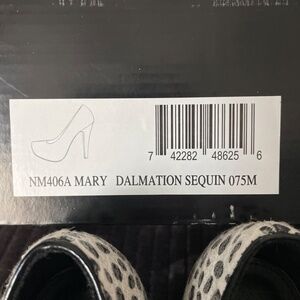 7 42282 48625 6
NM406A MARY DALMATION SEQUIN 075M